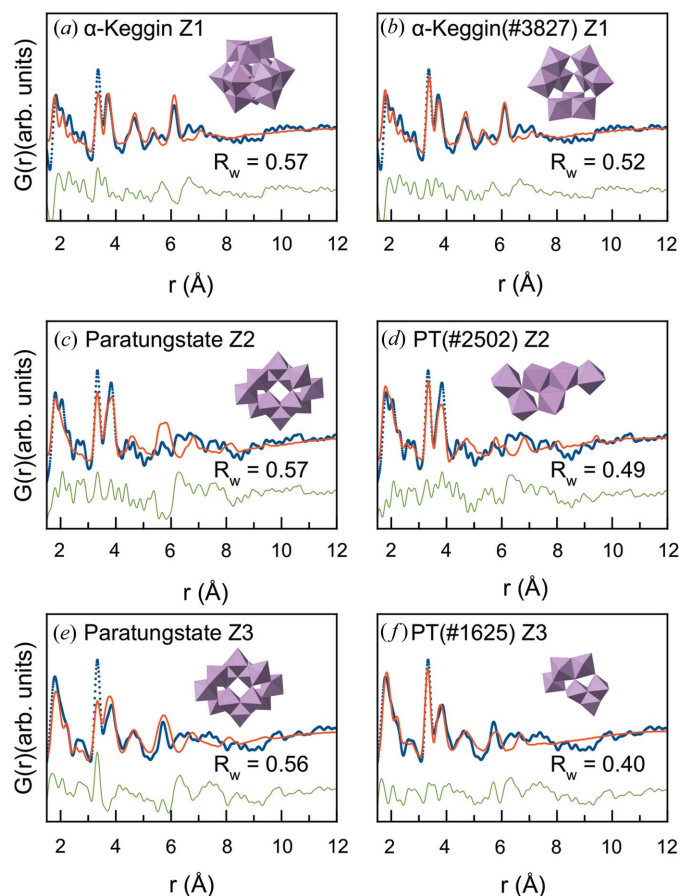 (a) α-Keggin Z1
(b) α-Keggin(#3827) Z1
G(r)(arb. units)
R_w = 0.57
R_w = 0.52
2 4 6 8 10 12
2 4 6 8 10 12
r (Å)
r (Å)
(c) Paratungstate Z2
(d) PT(#2502) Z2
G(r)(arb. units)
R_w = 0.57
R_w = 0.49
2 4 6 8 10 12
2 4 6 8 10 12
r (Å)
r (Å)
(e) Paratungstate Z3
(f) PT(#1625) Z3
G(r)(arb. units)
R_w = 0.56
R_w = 0.40
2 4 6 8 10 12
2 4 6 8 10 12
r (Å)
r (Å)